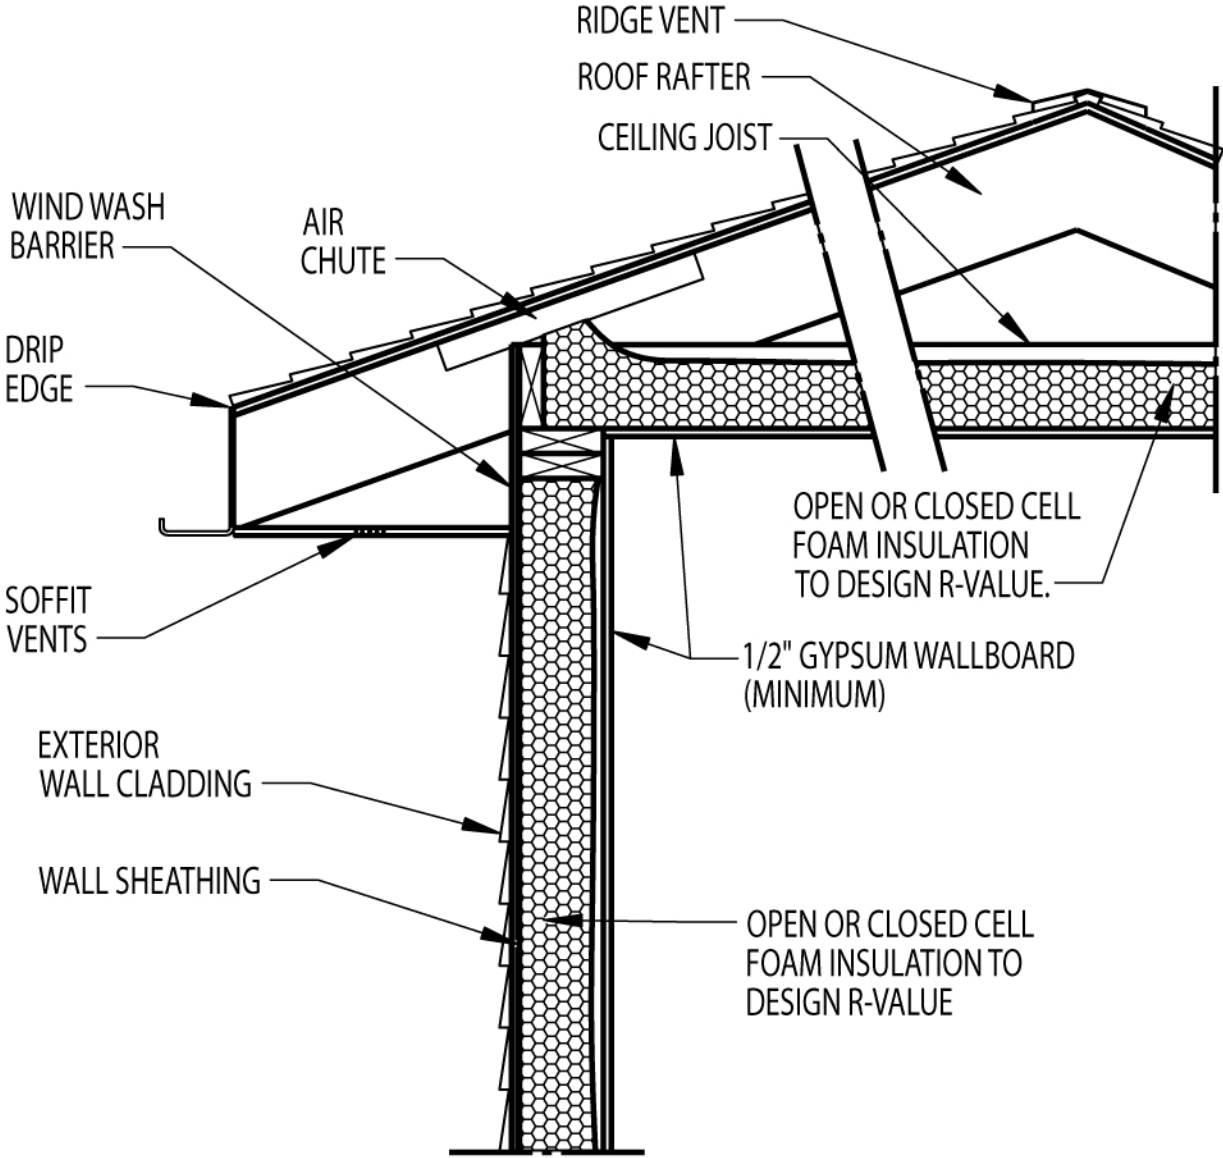 RIDGE VENT
ROOF RAFTER
CEILING JOIST
WIND WASH
BARRIER
AIR
CHUTE
DRIP
EDGE
OPEN OR CLOSED CELL
FOAM INSULATION
TO DESIGN R-VALUE.
SOFFIT
VENTS
1/2" GYPSUM WALLBOARD
(MINIMUM)
EXTERIOR
WALL CLADDING
WALL SHEATHING
OPEN OR CLOSED CELL
FOAM INSULATION TO
DESIGN R-VALUE